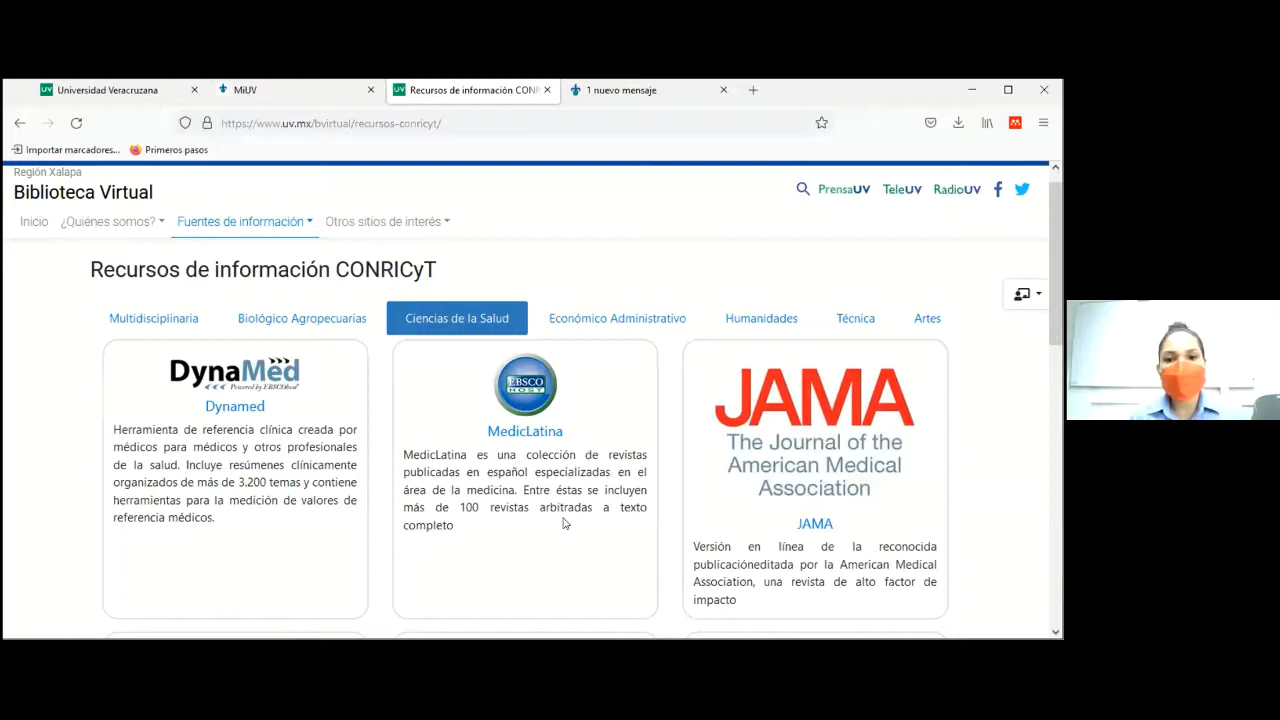 Universidad Veracruzana
MiUV
Recursos de información CONR
1 nuevo mensaje
https://www.uv.mx/bvirtual/recursos-conricyt/
Importar marcadores...
Primeros pasos
Región Xalapa
Biblioteca Virtual
PrensaUV
TeleUV
RadioUV
Inicio
¿Quiénes somos?
Fuentes de información
Otros sitios de interés
Recursos de información CONRICyT
Multidisciplinaria
Biológico Agropecuarias
Ciencias de la Salud
Económico Administrativo
Humanidades
Técnica
Artes
DynaMed
Powered by EBSCOhost
Dynamed
Herramienta de referencia clínica creada por
médicos para médicos y otros profesionales
de la salud. Incluye resúmenes clínicamente
organizados de más de 3.200 temas y contiene
herramientas para la medición de valores de
referencia médicos.
EBSCO
HOST
MedicLatina
MedicLatina es una colección de revistas
publicadas en español especializadas en el
área de la medicina. Entre éstas se incluyen
más de 100 revistas arbitradas a texto
completo
JAMA
The Journal of the
American Medical
Association
JAMA
Versión en línea de la reconocida
publicacióneditada por la American Medical
Association, una revista de alto factor de
impacto